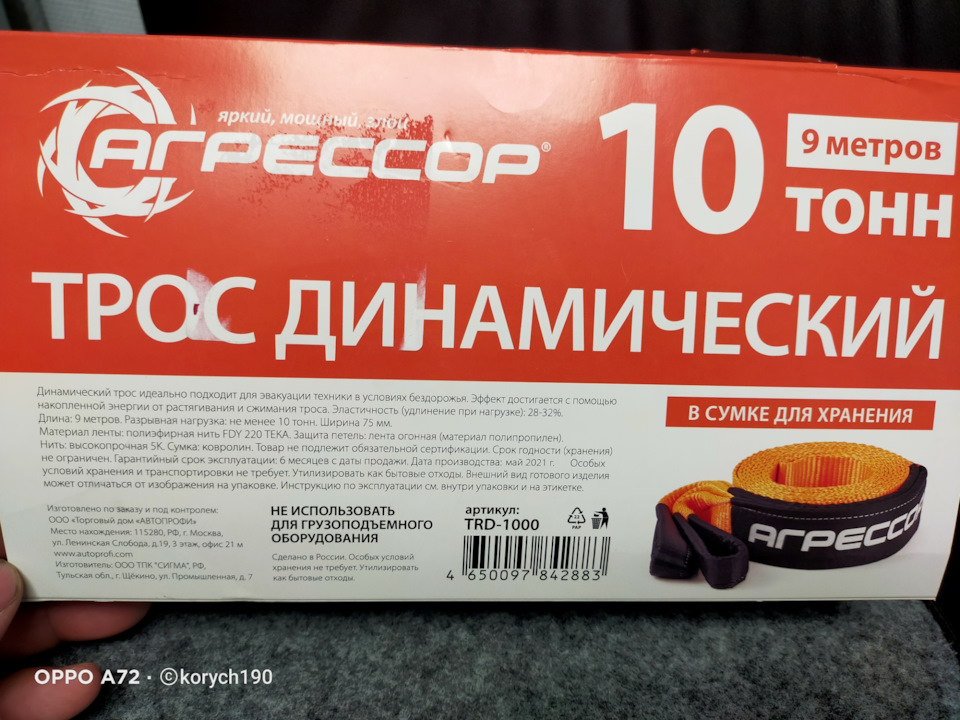 яркий, мощный, злой
АГРЕССОР®
10
9 метров
тонн
ТРОС ДИНАМИЧЕСКИЙ
Динамический трос идеально подходит для эвакуации техники в условиях бездорожья. Эффект достигается с помощью
накопленной энергии от растягивания и сжимания троса. Эластичность (удлинение при нагрузке): 28-32%.
Длина: 9 метров. Разрывная нагрузка: не менее 10 тонн. Ширина 75 мм.
Материал ленты: полиэфирная нить FDY 220 ТЕКА. Защита петель: лента огонная (материал полипропилен).
Нить: высокопрочная 5К. Сумка: ковролин. Товар не подлежит обязательной сертификации. Срок годности (хранения)
не ограничен. Гарантийный срок эксплуатации: 6 месяцев с даты продажи. Дата производства: май 2021 г. Особых
условий хранения и транспортировки не требует. Утилизировать как бытовые отходы. Внешний вид готового изделия
может отличаться от изображения на упаковке. Инструкцию по эксплуатации см. внутри упаковки и на этикетке.
В СУМКЕ ДЛЯ ХРАНЕНИЯ
Изготовлено по заказу и под контролем:
ООО «Торговый дом «АВТОПРОФИ»
Место нахождения: 115280, РФ, г. Москва,
ул. Ленинская Слобода, д.19, 3 этаж, офис 21 м
www.autoprofi.com
Изготовитель: ООО ТПК "СИГМА", РФ,
Тульская обл., г. Щёкино, ул. Промышленная, д. 7
НЕ ИСПОЛЬЗОВАТЬ
ДЛЯ ГРУЗОПОДЪЕМНОГО
ОБОРУДОВАНИЯ
Сделано в России. Особых условий
хранения не требует. Утилизировать
как бытовые отходы.
артикул:
TRD-1000
22
PAP
4 650097 842883
АГРЕССОР
OPPO A72 · ©korych190